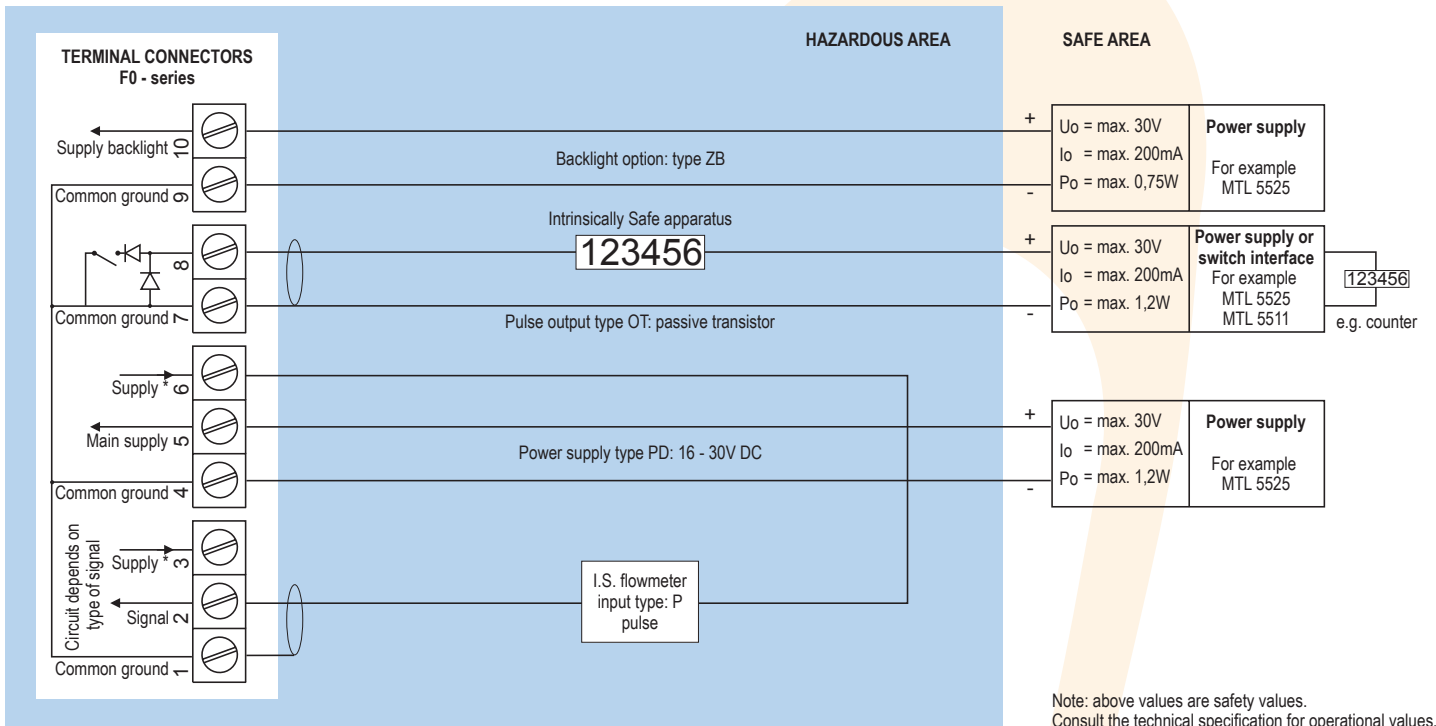 HAZARDOUS AREA
SAFE AREA
TERMINAL CONNECTORS
F0 - series
Supply backlight 10
Common ground 9
8
Common ground 7
Supply * 6
Main supply 5
Common ground 4
Supply * 3
Signal 2
Common ground 1
Circuit depends on
type of signal
Backlight option: type ZB
Intrinsically Safe apparatus
123456
Pulse output type OT: passive transistor
Power supply type PD: 16 - 30V DC
I.S. flowmeter
input type: P
pulse
+
-
Uo = max. 30V
Io = max. 200mA
Po = max. 0,75W
Power supply
For example
MTL 5525
+
-
Uo = max. 30V
Io = max. 200mA
Po = max. 1,2W
Power supply or
switch interface
For example
MTL 5525
MTL 5511
123456
e.g. counter
+
-
Uo = max. 30V
Io = max. 200mA
Po = max. 1,2W
Power supply
For example
MTL 5525
Note: above values are safety values.
Consult the technical specification for operational values.